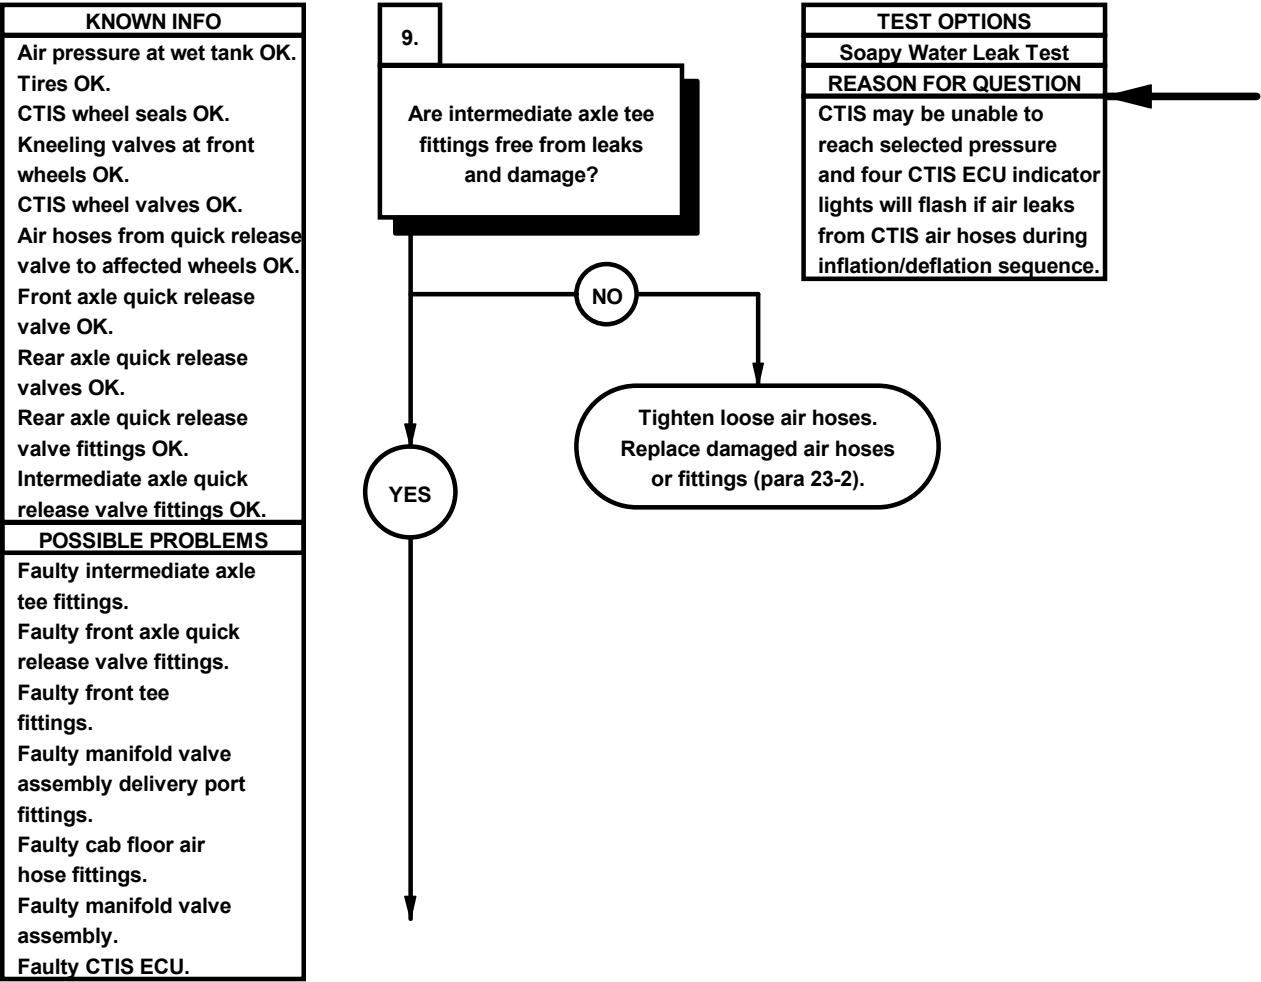 KNOWN INFO
Air pressure at wet tank OK.
Tires OK.
CTIS wheel seals OK.
Kneeling valves at front
wheels OK.
CTIS wheel valves OK.
Air hoses from quick release
valve to affected wheels OK.
Front axle quick release
valve OK.
Rear axle quick release
valves OK.
Rear axle quick release
valve fittings OK.
Intermediate axle quick
release valve fittings OK.
POSSIBLE PROBLEMS
Faulty intermediate axle
tee fittings.
Faulty front axle quick
release valve fittings.
Faulty front tee
fittings.
Faulty manifold valve
assembly delivery port
fittings.
Faulty cab floor air
hose fittings.
Faulty manifold valve
assembly.
Faulty CTIS ECU.
9.
Are intermediate axle tee
fittings free from leaks
and damage?
NO
Tighten loose air hoses.
Replace damaged air hoses
or fittings (para 23-2).
YES
TEST OPTIONS
Soapy Water Leak Test
REASON FOR QUESTION
CTIS may be unable to
reach selected pressure
and four CTIS ECU indicator
lights will flash if air leaks
from CTIS air hoses during
inflation/deflation sequence.